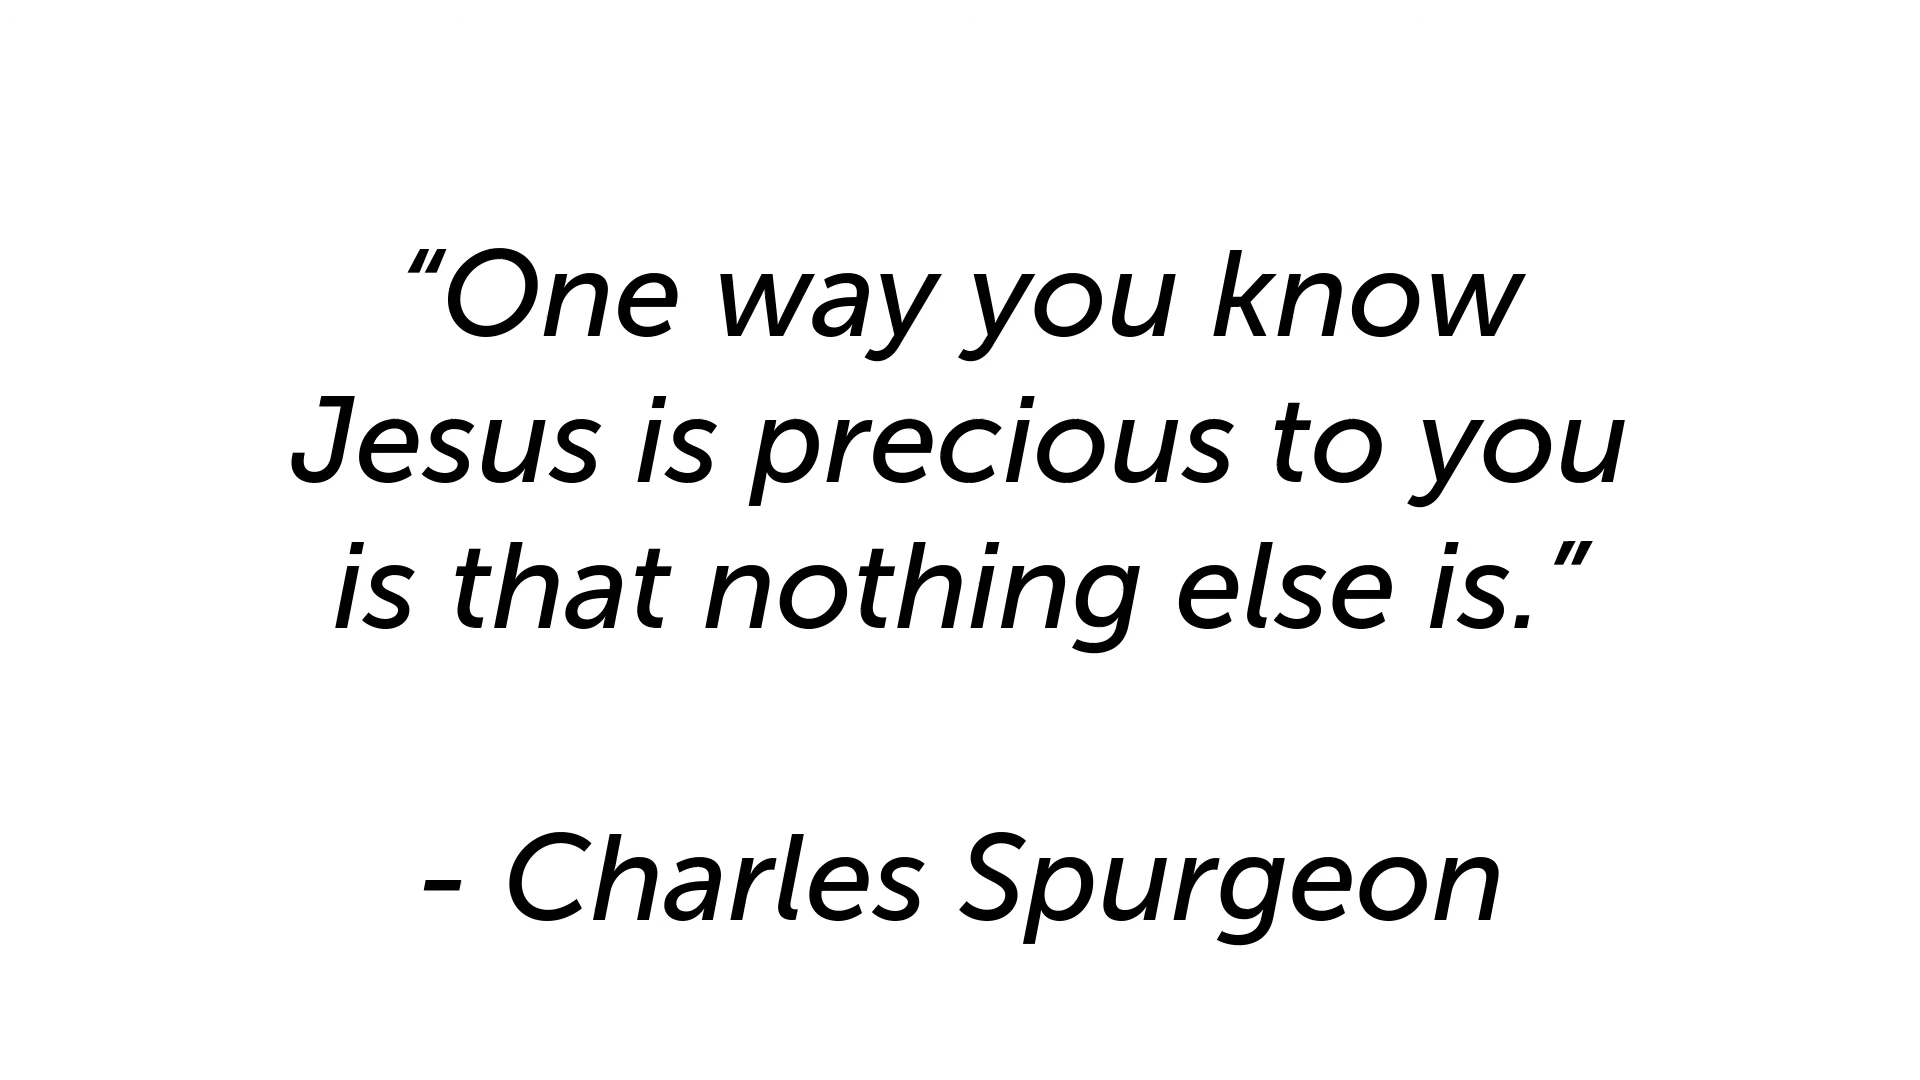 “One way you know
Jesus is precious to you
is that nothing else is.”
- Charles Spurgeon